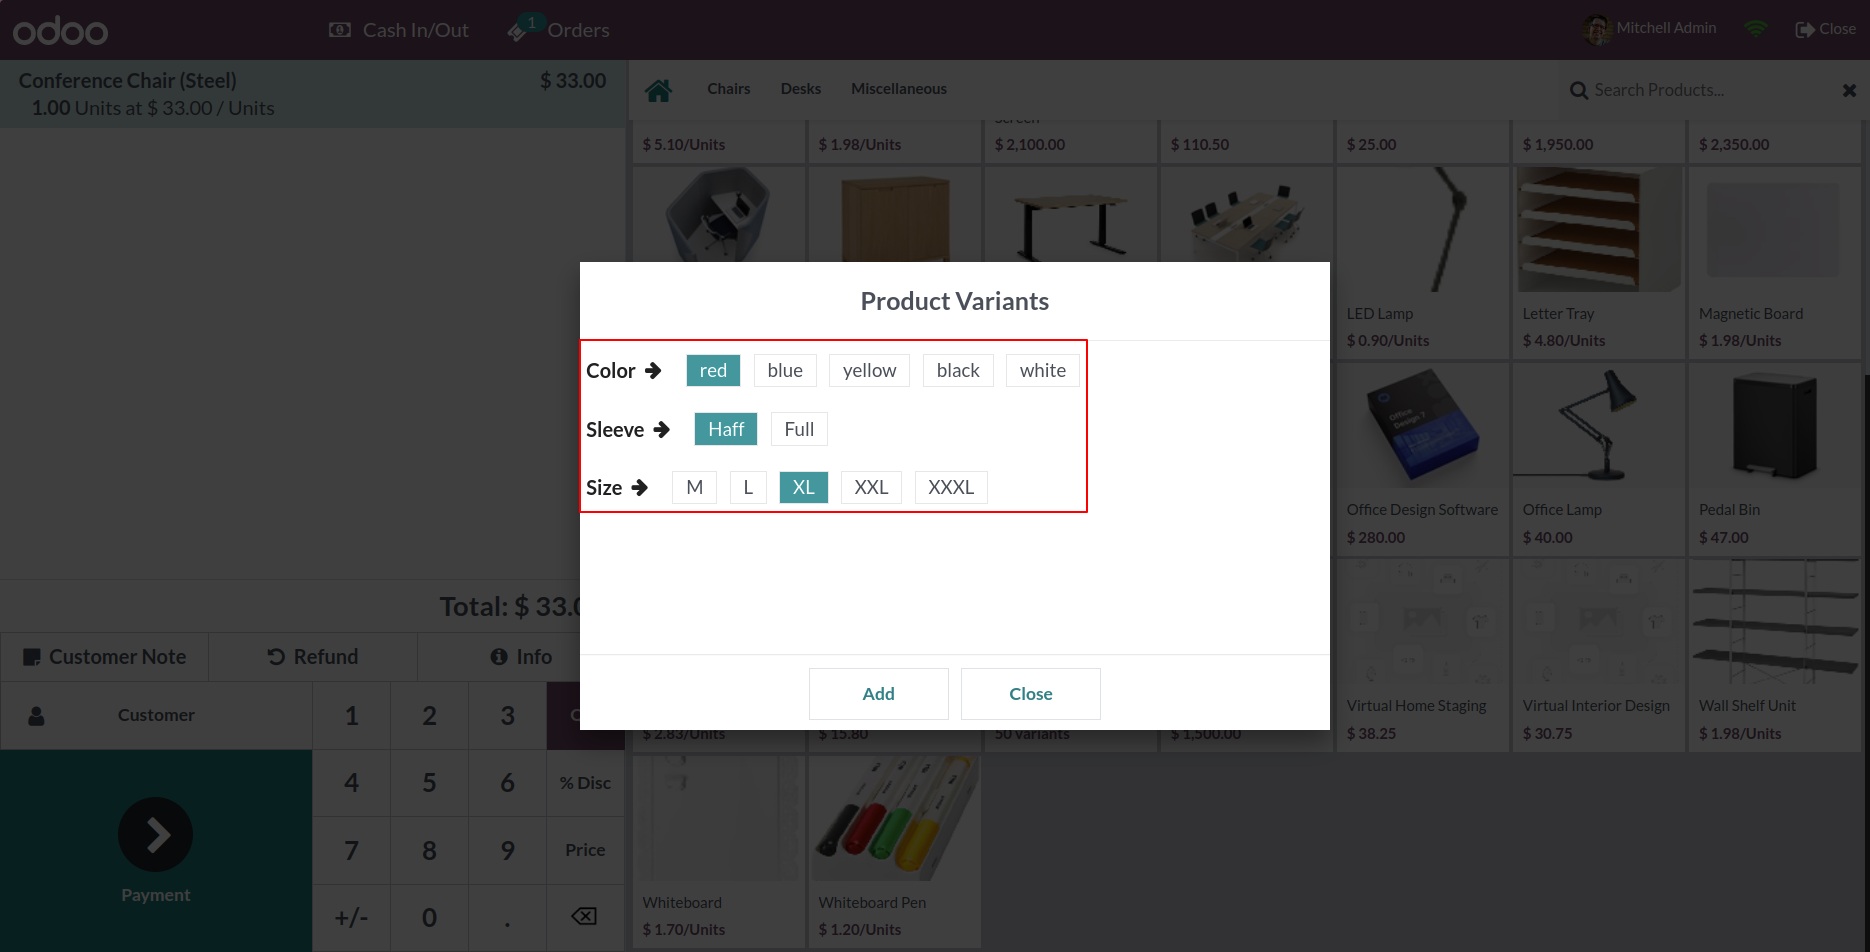 odoo
Cash In/Out
1
Orders
Mitchell Admin
Close
Conference Chair (Steel)
$ 33.00
1.00 Units at $ 33.00 / Units
Chairs
Desks
Miscellaneous
Search Products...
Screen
$ 5.10/Units
$ 1.98/Units
$ 2,100.00
$ 110.50
$ 25.00
$ 1,950.00
$ 2,350.00
LED Lamp
Letter Tray
Magnetic Board
$ 0.90/Units
$ 4.80/Units
$ 1.98/Units
Product Variants
Color
red
blue
yellow
black
white
Sleeve
Haff
Full
Size
M
L
XL
XXL
XXXL
Add
Close
Office
Design 7
Office Design Software
Office Lamp
Pedal Bin
$ 280.00
$ 40.00
$ 47.00
Virtual Home Staging
Virtual Interior Design
Wall Shelf Unit
$ 2.83/Units
$ 15.80
50 variants
$ 1,500.00
$ 38.25
$ 30.75
$ 1.98/Units
Whiteboard
Whiteboard Pen
$ 1.70/Units
$ 1.20/Units
Total: $ 33.0
Customer Note
Refund
Info
Customer
1
2
3
4
5
6
% Disc
7
8
9
Price
Payment
+/-
0
.